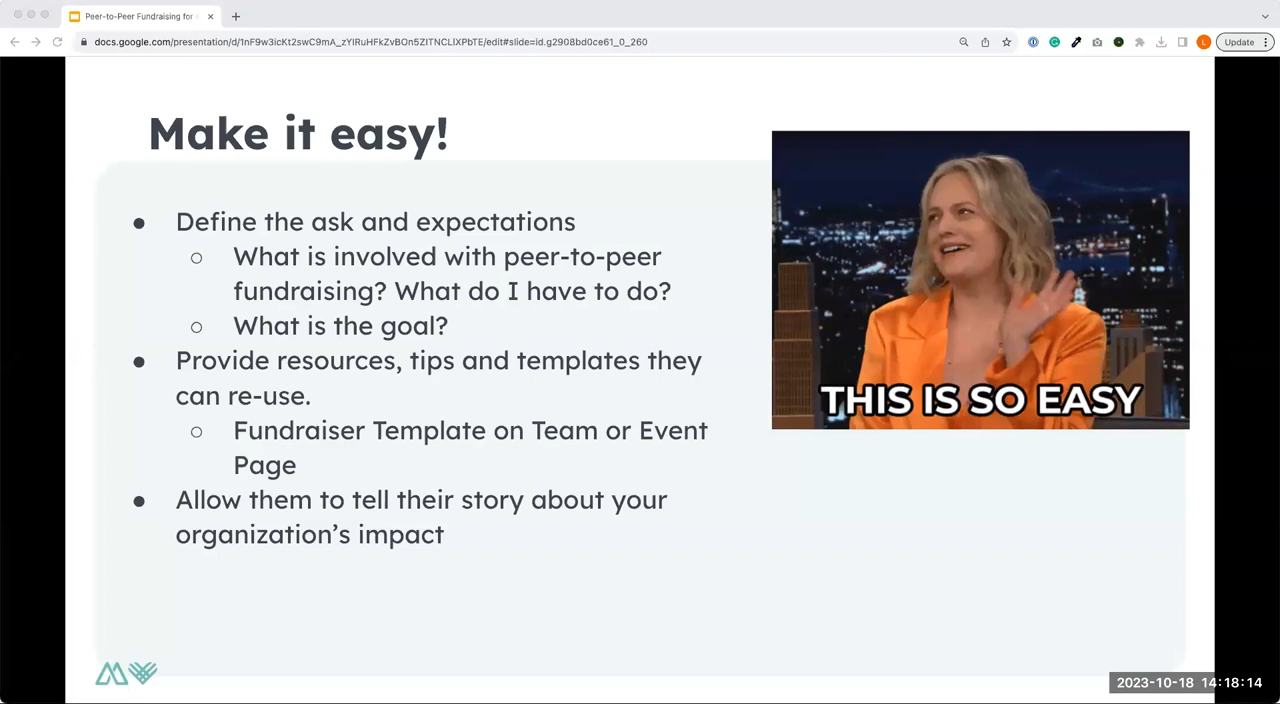 Peer-to-Peer Fundraising for
docs.google.com/presentation/d/1nF9w3icKt2swC9mA_zYlRuHFkZvBOn5ZITNCLlXPbTE/edit#slide=id.g2908bd0ce61_0_260
Update
Make it easy!
● Define the ask and expectations
○ What is involved with peer-to-peer
fundraising? What do I have to do?
○ What is the goal?
● Provide resources, tips and templates they
can re-use.
○ Fundraiser Template on Team or Event
Page
● Allow them to tell their story about your
organization’s impact
THIS IS SO EASY
2023-10-18 14:18:14